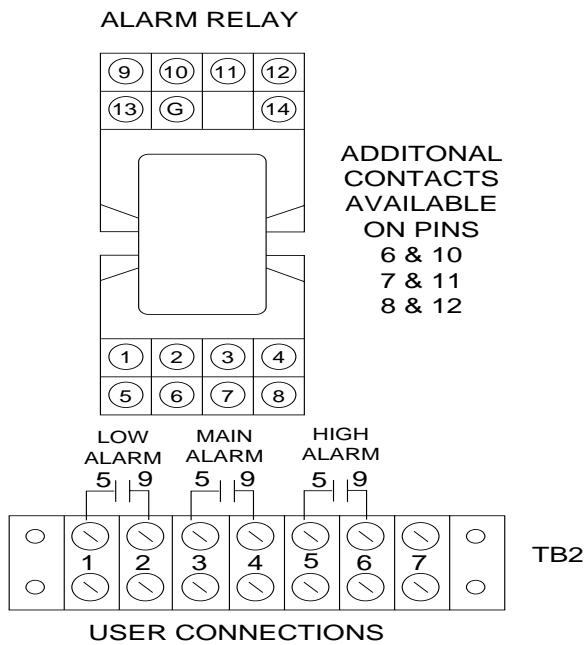 ALARM RELAY
9 10 11 12
13 G 14
ADDITONAL
CONTACTS
AVAILABLE
ON PINS
6 & 10
7 & 11
8 & 12
1 2 3 4
5 6 7 8
LOW
ALARM
5 9
MAIN
ALARM
5 9
HIGH
ALARM
5 9
1 2 3 4 5 6 7
TB2
USER CONNECTIONS